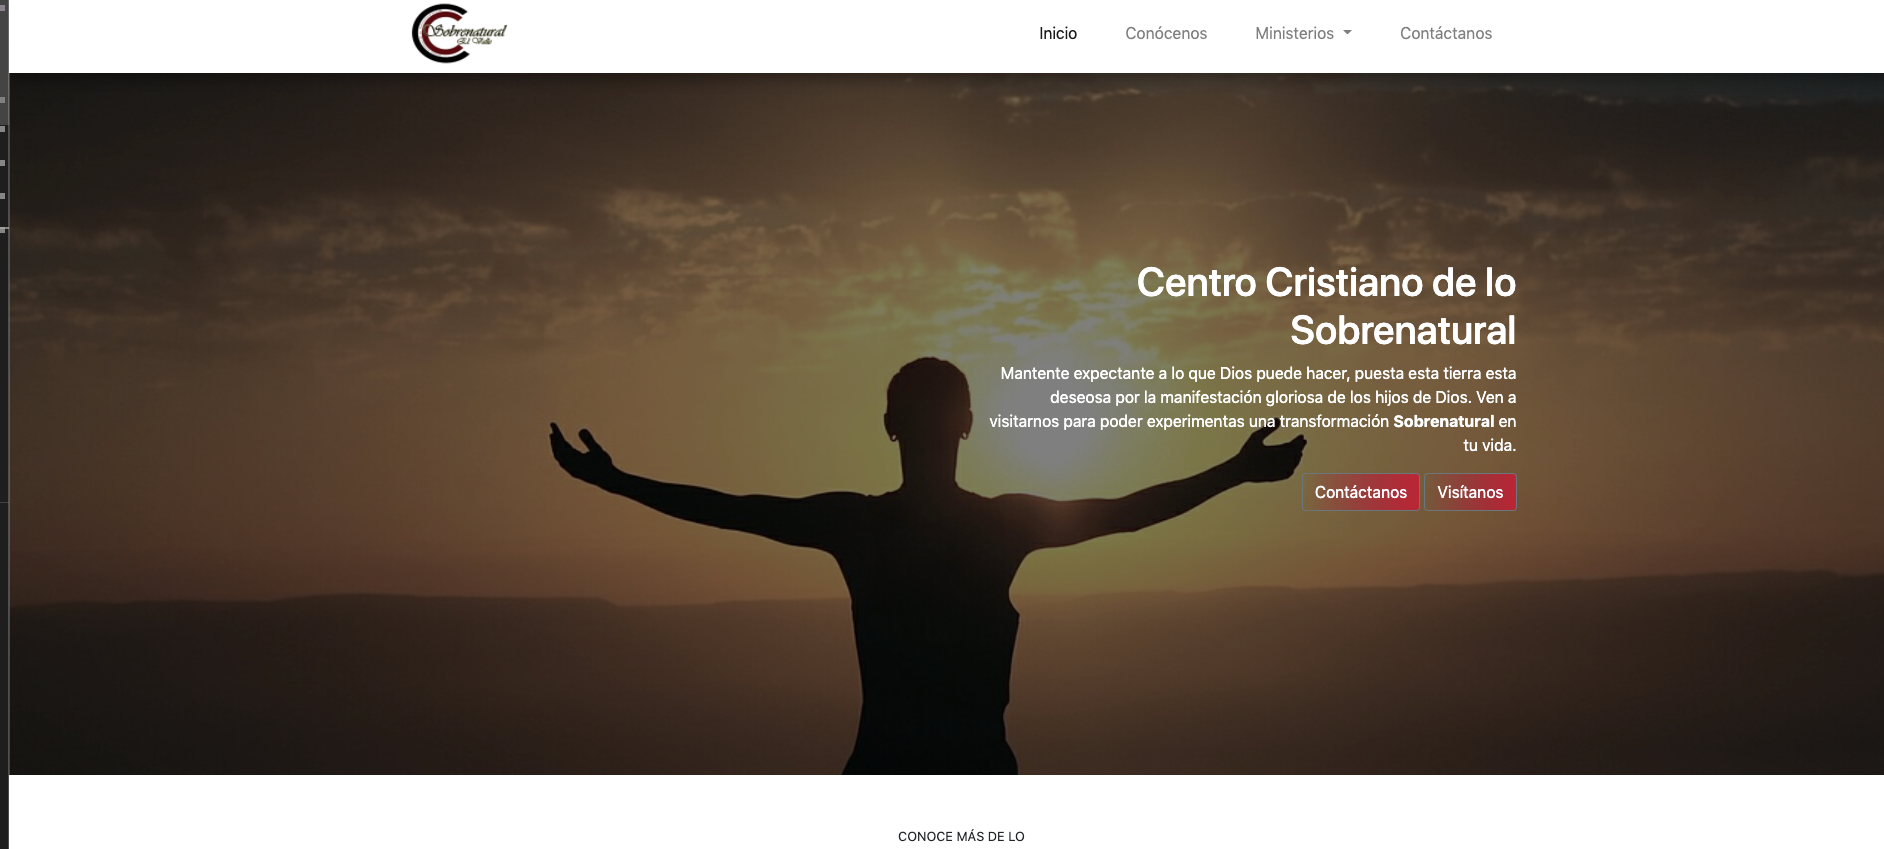 Sobrenatural
El Valle
Inicio
Conócenos
Ministerios
Contáctanos
Centro Cristiano de lo
Sobrenatural
Mantente expectante a lo que Dios puede hacer, puesta esta tierra esta
deseosa por la manifestación gloriosa de los hijos de Dios. Ven a
visitarnos para poder experimentas una transformación Sobrenatural en
tu vida.
Contáctanos
Visítanos
CONOCE MÁS DE LO